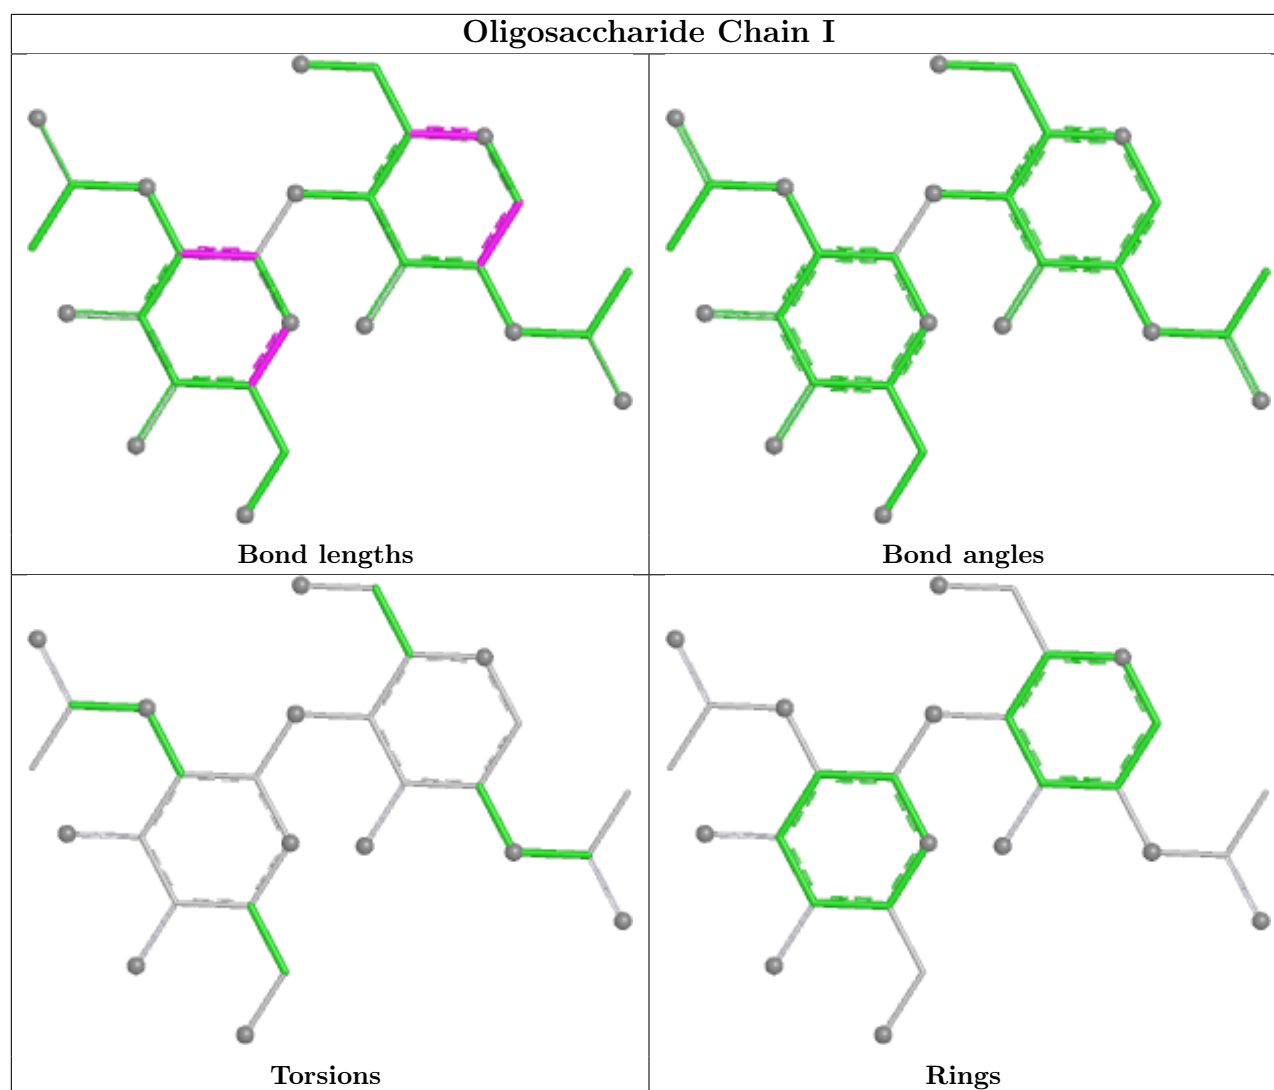 Oligosaccharide Chain I
Bond lengths
Bond angles
Torsions
Rings